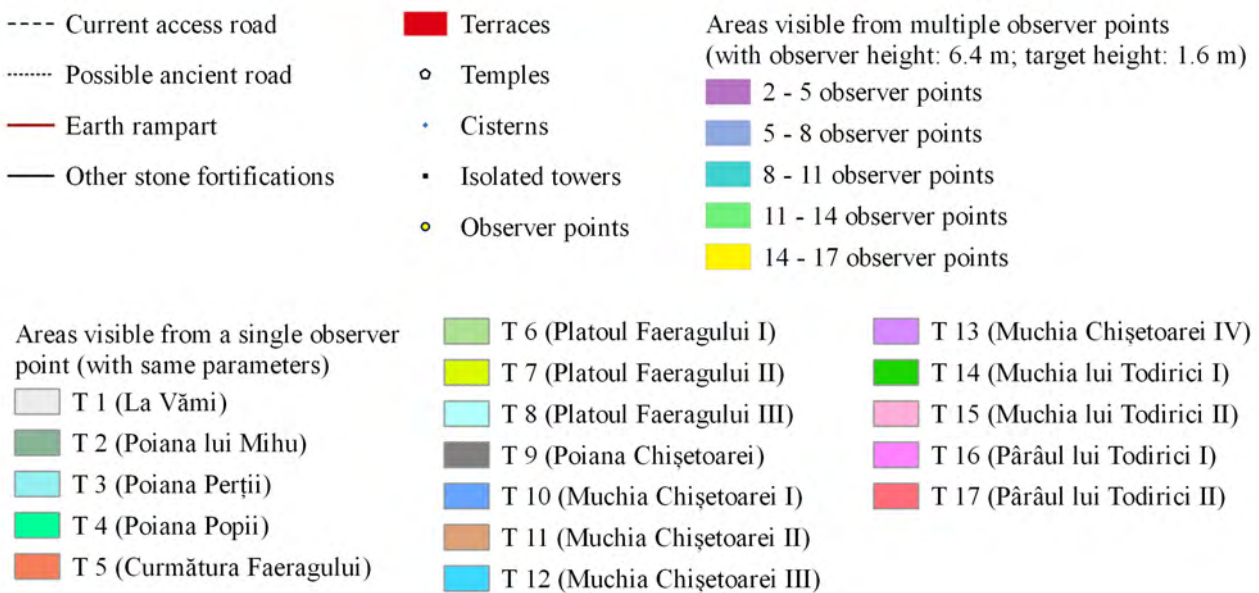 Current access road
Possible ancient road
Earth rampart
Other stone fortifications
Terraces
Temples
Cisterns
Isolated towers
Observer points
Areas visible from multiple observer points
(with observer height: 6.4 m; target height: 1.6 m)
2 - 5 observer points
5 - 8 observer points
8 - 11 observer points
11 - 14 observer points
14 - 17 observer points
Areas visible from a single observer
point (with same parameters)
T 1 (La Vămi)
T 2 (Poiana lui Mihu)
T 3 (Poiana Perții)
T 4 (Poiana Popii)
T 5 (Curmătura Faeragului)
T 6 (Platoul Faeragului I)
T 7 (Platoul Faeragului II)
T 8 (Platoul Faeragului III)
T 9 (Poiana Chișetoarei)
T 10 (Muchia Chișetoarei I)
T 11 (Muchia Chișetoarei II)
T 12 (Muchia Chișetoarei III)
T 13 (Muchia Chișetoarei IV)
T 14 (Muchia lui Todirici I)
T 15 (Muchia lui Todirici II)
T 16 (Pârâul lui Todirici I)
T 17 (Pârâul lui Todirici II)